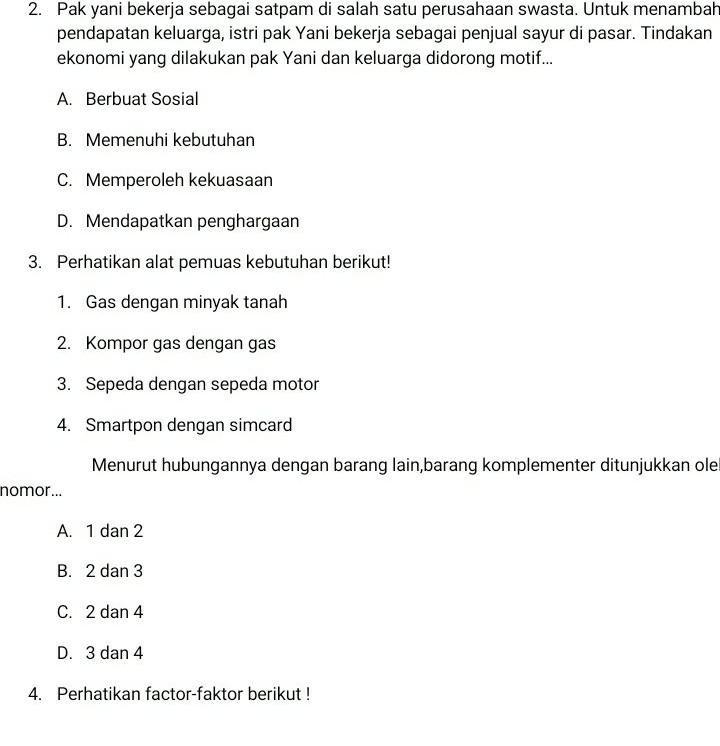 2. Pak yani bekerja sebagai satpam di salah satu perusahaan swasta. Untuk menambah
pendapatan keluarga, istri pak Yani bekerja sebagai penjual sayur di pasar. Tindakan
ekonomi yang dilakukan pak Yani dan keluarga didorong motif...
A. Berbuat Sosial
B. Memenuhi kebutuhan
C. Memperoleh kekuasaan
D. Mendapatkan penghargaan
3. Perhatikan alat pemuas kebutuhan berikut!
1. Gas dengan minyak tanah
2. Kompor gas dengan gas
3. Sepeda dengan sepeda motor
4. Smartpon dengan simcard
Menurut hubungannya dengan barang lain,barang komplementer ditunjukkan ole
nomor...
A. 1 dan 2
B. 2 dan 3
C. 2 dan 4
D. 3 dan 4
4. Perhatikan factor-faktor berikut !